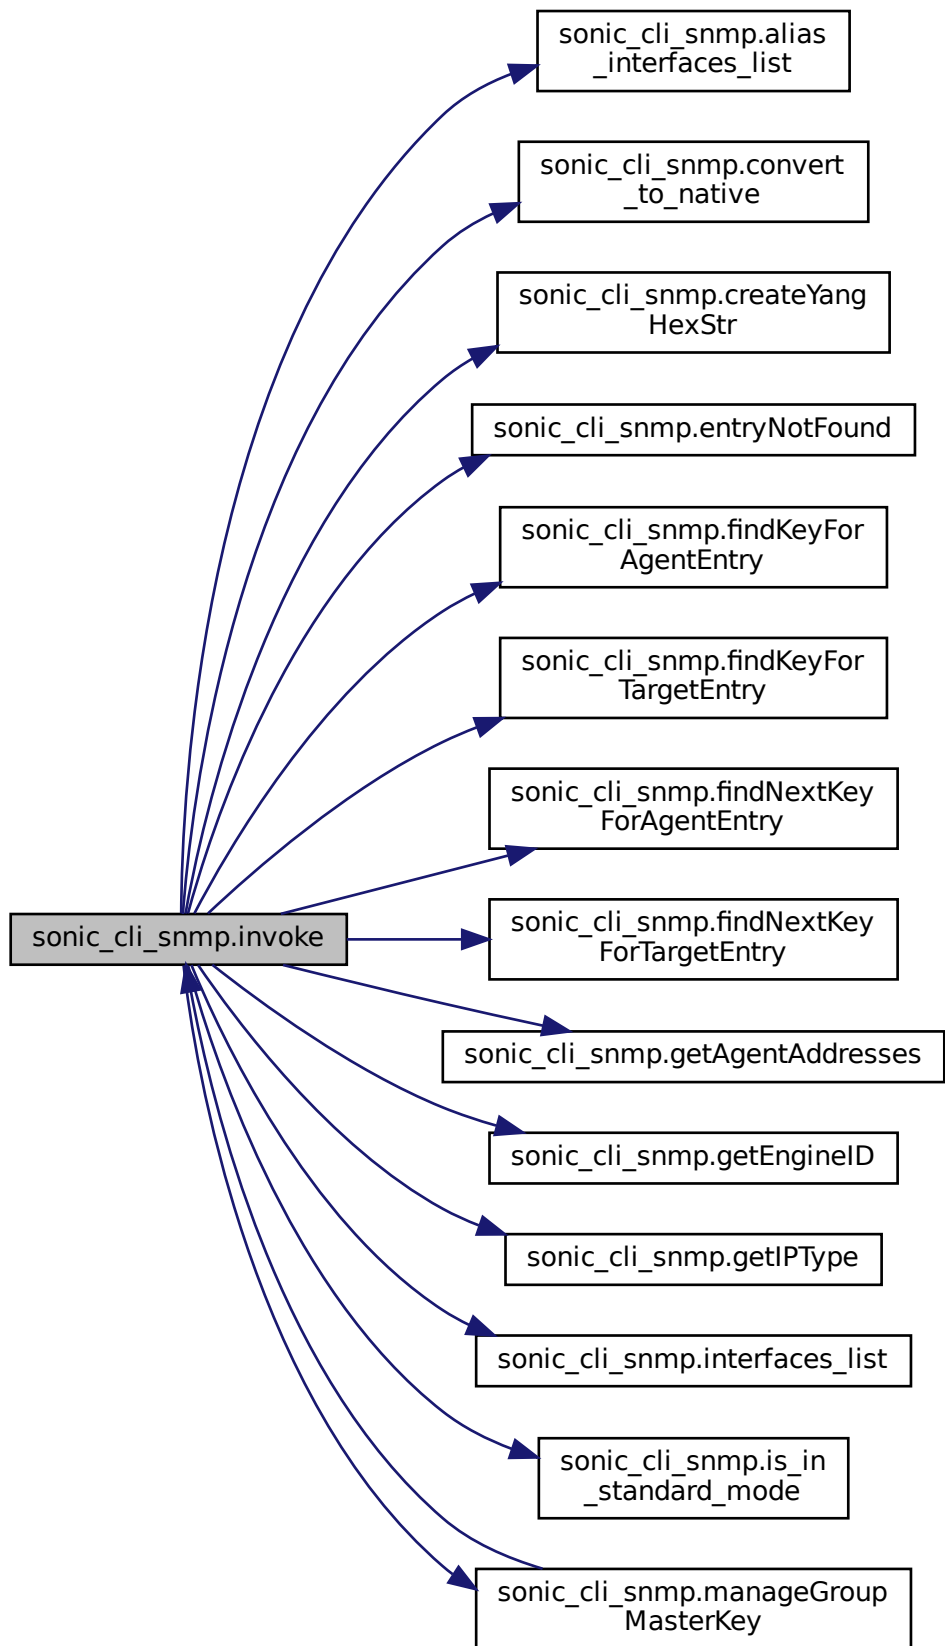 sonic_cli_snmp.alias
_interfaces_list
sonic_cli_snmp.convert
_to_native
sonic_cli_snmp.createYang
HexStr
sonic_cli_snmp.entryNotFound
sonic_cli_snmp.findKeyFor
AgentEntry
sonic_cli_snmp.findKeyFor
TargetEntry
sonic_cli_snmp.findNextKey
ForAgentEntry
sonic_cli_snmp.invoke
sonic_cli_snmp.findNextKey
ForTargetEntry
sonic_cli_snmp.getAgentAddresses
sonic_cli_snmp.getEngineID
sonic_cli_snmp.getIPType
sonic_cli_snmp.interfaces_list
sonic_cli_snmp.is_in
_standard_mode
sonic_cli_snmp.manageGroup
MasterKey